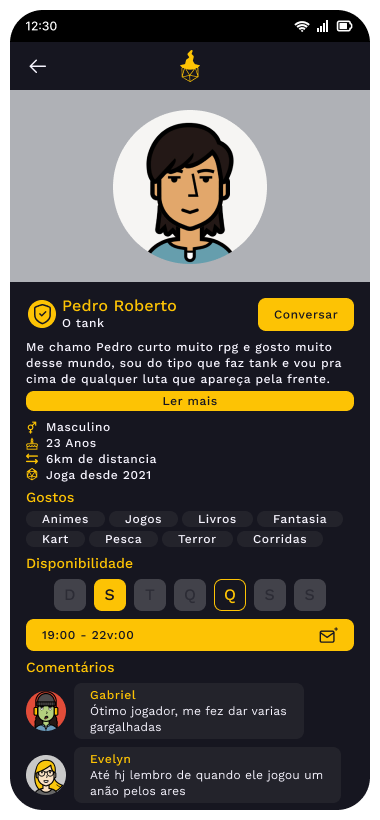 12:30
Pedro Roberto
O tank
Conversar
Me chamo Pedro curto muito rpg e gosto muito
desse mundo, sou do tipo que faz tank e vou pra
cima de qualquer luta que apareça pela frente.
Ler mais
Masculino
23 Anos
6km de distancia
Joga desde 2021
Gostos
Animes Jogos Livros Fantasia
Kart Pesca Terror Corridas
Disponibilidade
D S T Q Q S S
19:00 - 22v:00
Comentários
Gabriel
Ótimo jogador, me fez dar varias
gargalhadas
Evelyn
Até hj lembro de quando ele jogou um
anão pelos ares